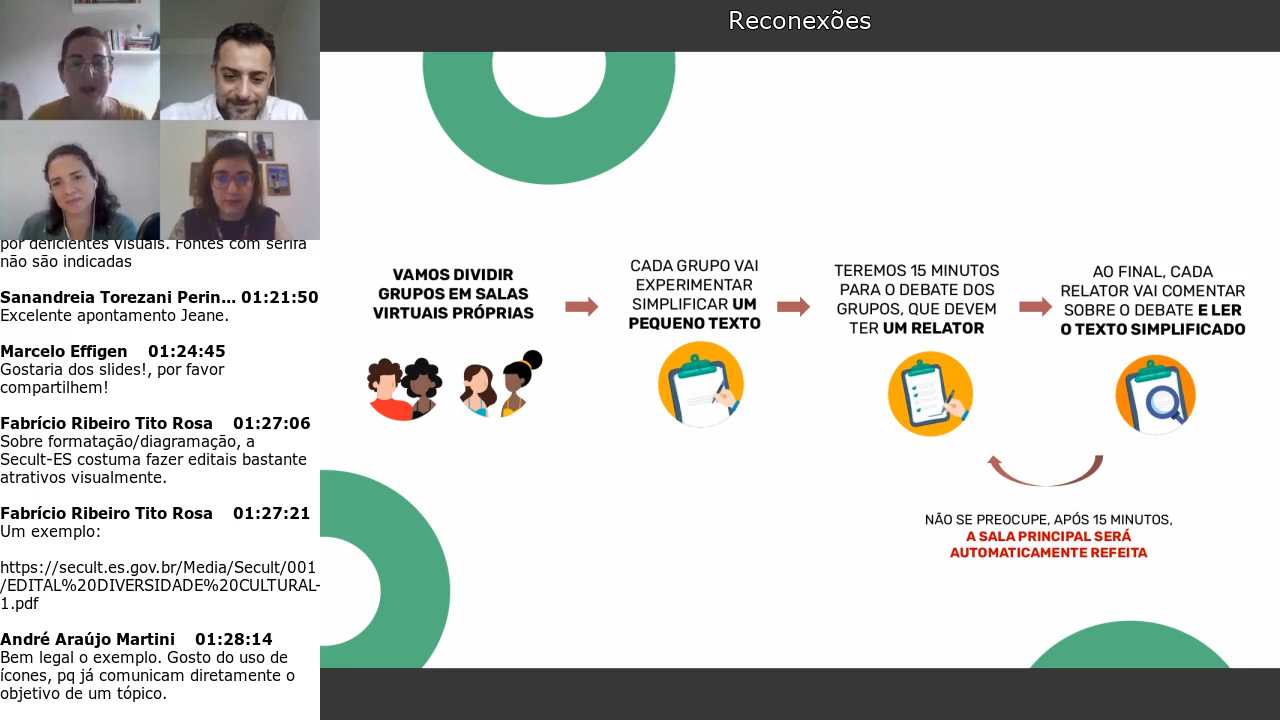 Reconexões
por deficientes visuais. Fontes com serifa
não são indicadas
Sanandreia Torezani Perin... 01:21:50
Excelente apontamento Jeane.
Marcelo Effigen 01:24:45
Gostaria dos slides!, por favor
compartilhem!
Fabrício Ribeiro Tito Rosa 01:27:06
Sobre formatação/diagramação, a
Secult-ES costuma fazer editais bastante
atrativos visualmente.
Fabrício Ribeiro Tito Rosa 01:27:21
Um exemplo:
https://secult.es.gov.br/Media/Secult/001
/EDITAL%20DIVERSIDADE%20CULTURAL-
1.pdf
André Araújo Martini 01:28:14
Bem legal o exemplo. Gosto do uso de
ícones, pq já comunicam diretamente o
objetivo de um tópico.
VAMOS DIVIDIR
GRUPOS EM SALAS
VIRTUAIS PRÓPRIAS
CADA GRUPO VAI
EXPERIMENTAR
SIMPLIFICAR UM
PEQUENO TEXTO
TEREMOS 15 MINUTOS
PARA O DEBATE DOS
GRUPOS, QUE DEVEM
TER UM RELATOR
AO FINAL, CADA
RELATOR VAI COMENTAR
SOBRE O DEBATE E LER
O TEXTO SIMPLIFICADO
NÃO SE PREOCUPE, APÓS 15 MINUTOS,
A SALA PRINCIPAL SERÁ
AUTOMATICAMENTE REFEITA